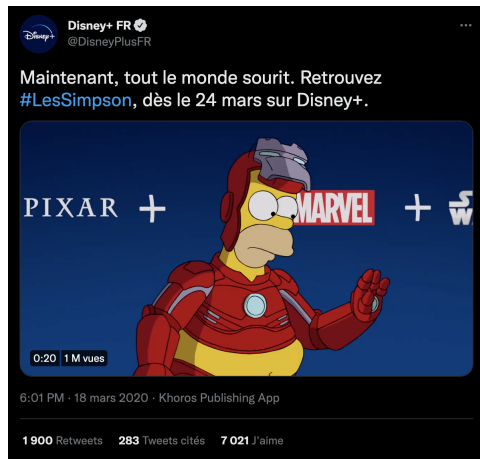 Disney+
Disney+ FR
@DisneyPlusFR
Maintenant, tout le monde sourit. Retrouvez
#LesSimpson, dès le 24 mars sur Disney+.
PIXAR + MARVEL + S
W
0:20 1 M vues
6:01 PM · 18 mars 2020 · Khoros Publishing App
1 900 Retweets 283 Tweets cités 7 021 J'aime